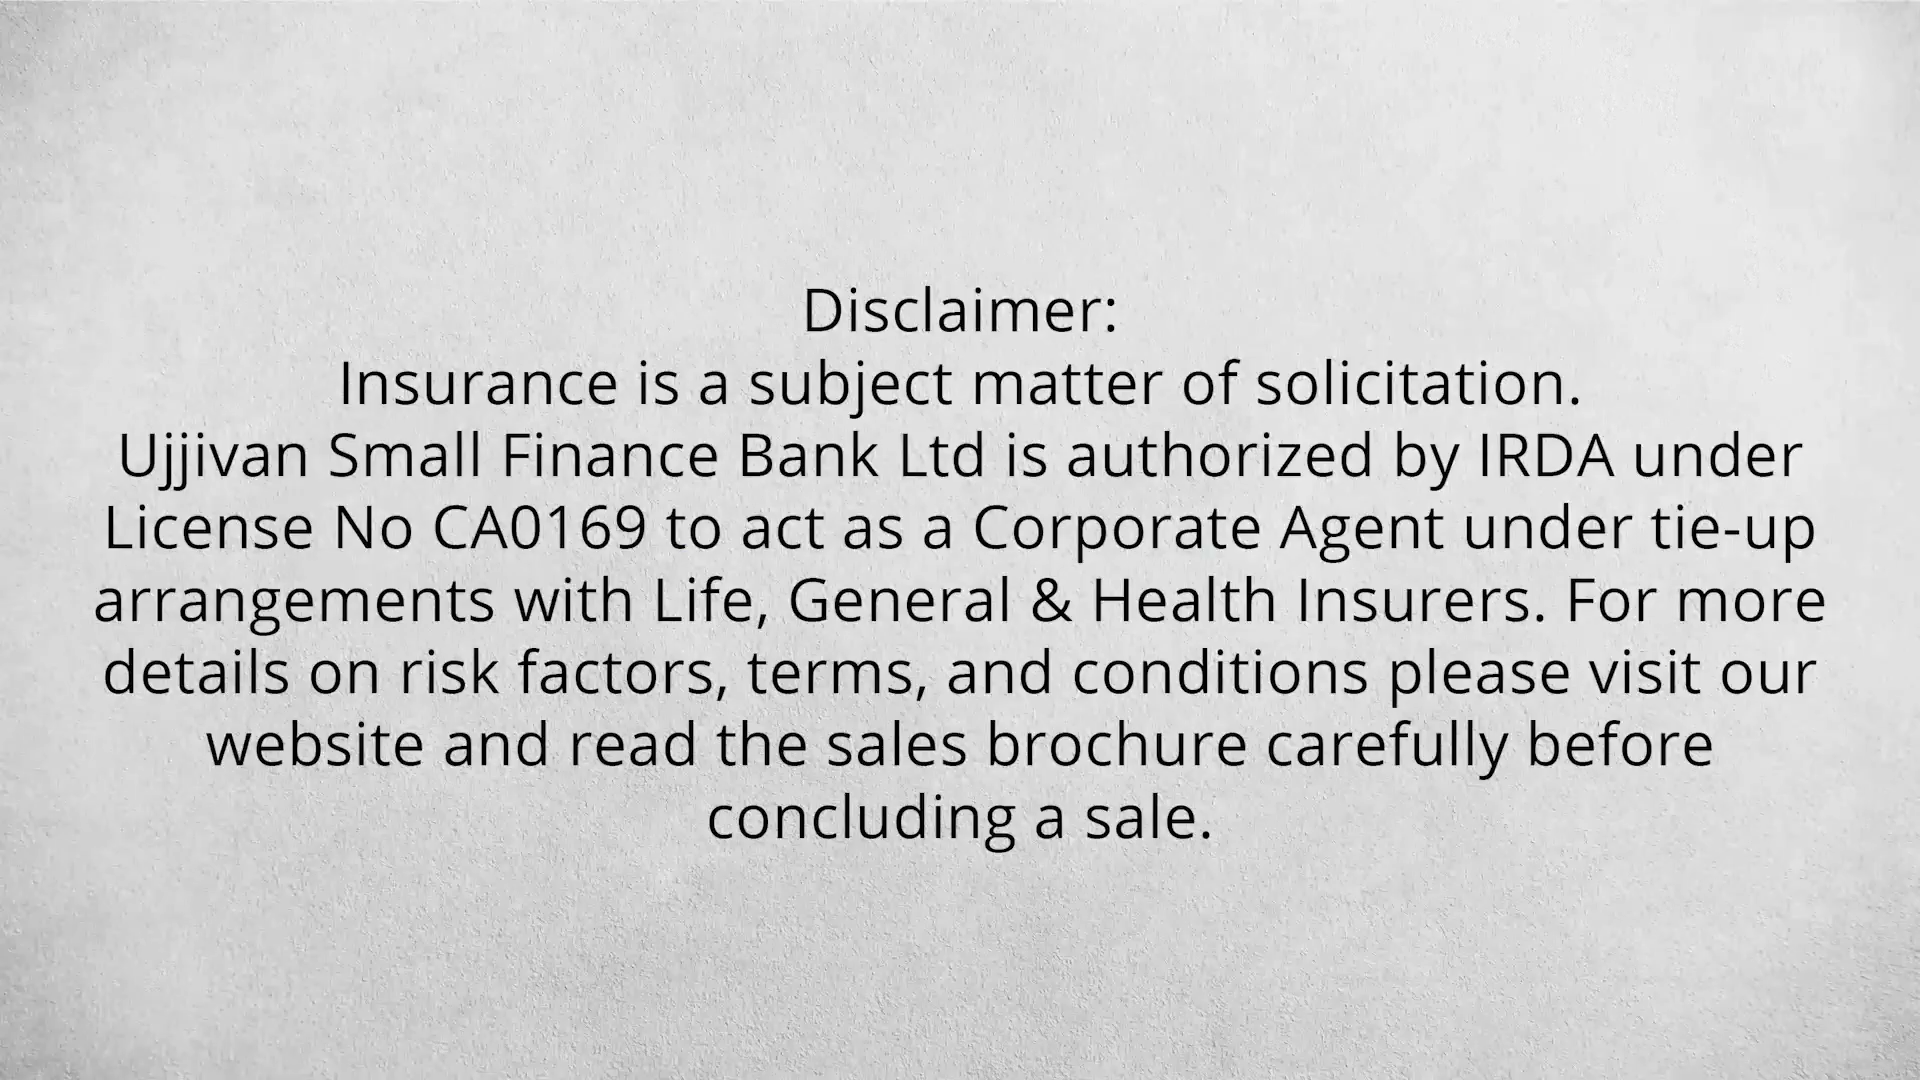 Disclaimer:
Insurance is a subject matter of solicitation.
Ujjivan Small Finance Bank Ltd is authorized by IRDA under
License No CA0169 to act as a Corporate Agent under tie-up
arrangements with Life, General & Health Insurers. For more
details on risk factors, terms, and conditions please visit our
website and read the sales brochure carefully before
concluding a sale.